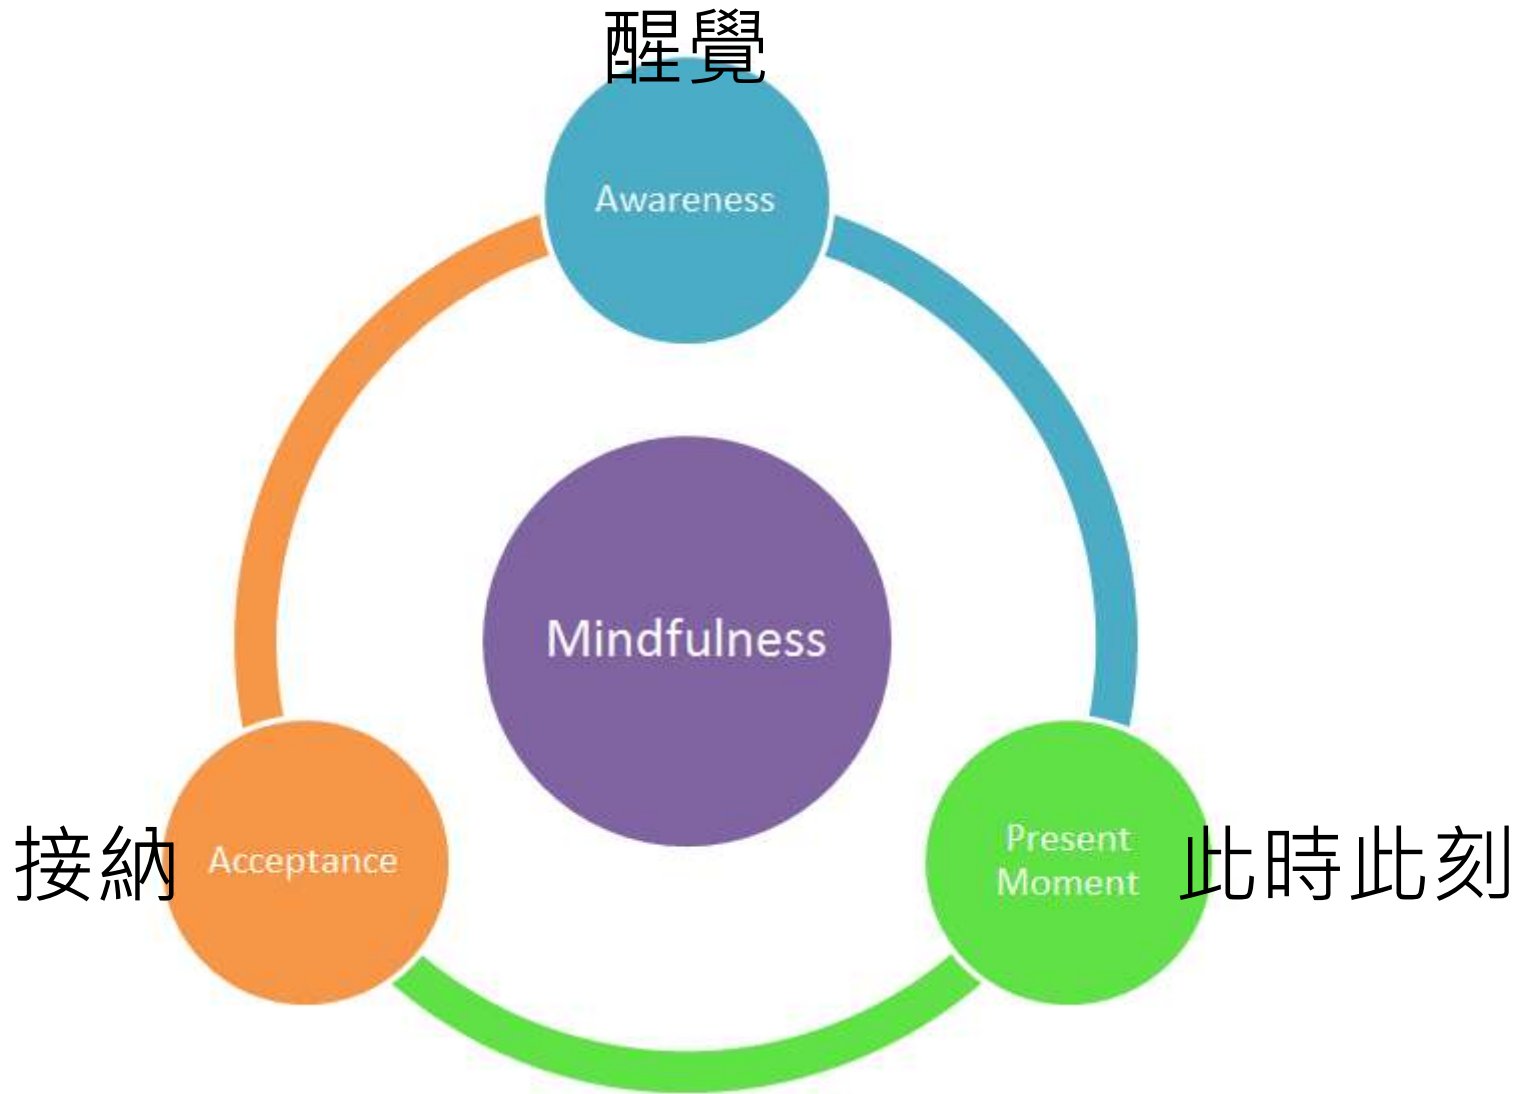 醒覺
Awareness
Mindfulness
接納
Acceptance
Present
Moment
此時此刻